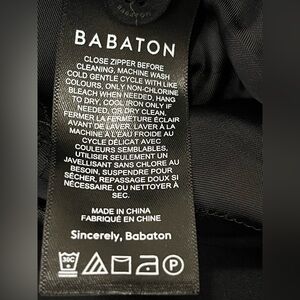 BABATON
BABATON
CLOSE ZIPPER BEFORE
CLEANING, MACHINE WASH
COLD GENTLE CYCLE WITH LIKE
COLOURS, ONLY NON-CHLORINE
BLEACH WHEN NEEDED, HANG
TO DRY, COOL IRON ONLY IF
NEEDED, OR DRY CLEAN.
FERMER LA FERMETURE ÉCLAIR
AVANT DE LAVER, LAVER À LA
MACHINE À L'EAU FROIDE AU
CYCLE DÉLICAT AVEC
COULEURS SEMBLABLES,
UTILISER SEULEMENT UN
JAVELLISANT SANS CHLORE AU
BESOIN, SUSPENDRE POUR
SÉCHER, REPASSAGE DOUX SI
NÉCESSAIRE, OU NETTOYER À
SEC.
MADE IN CHINA
FABRIQUÉ EN CHINE
Sincerely, Babaton
30C P